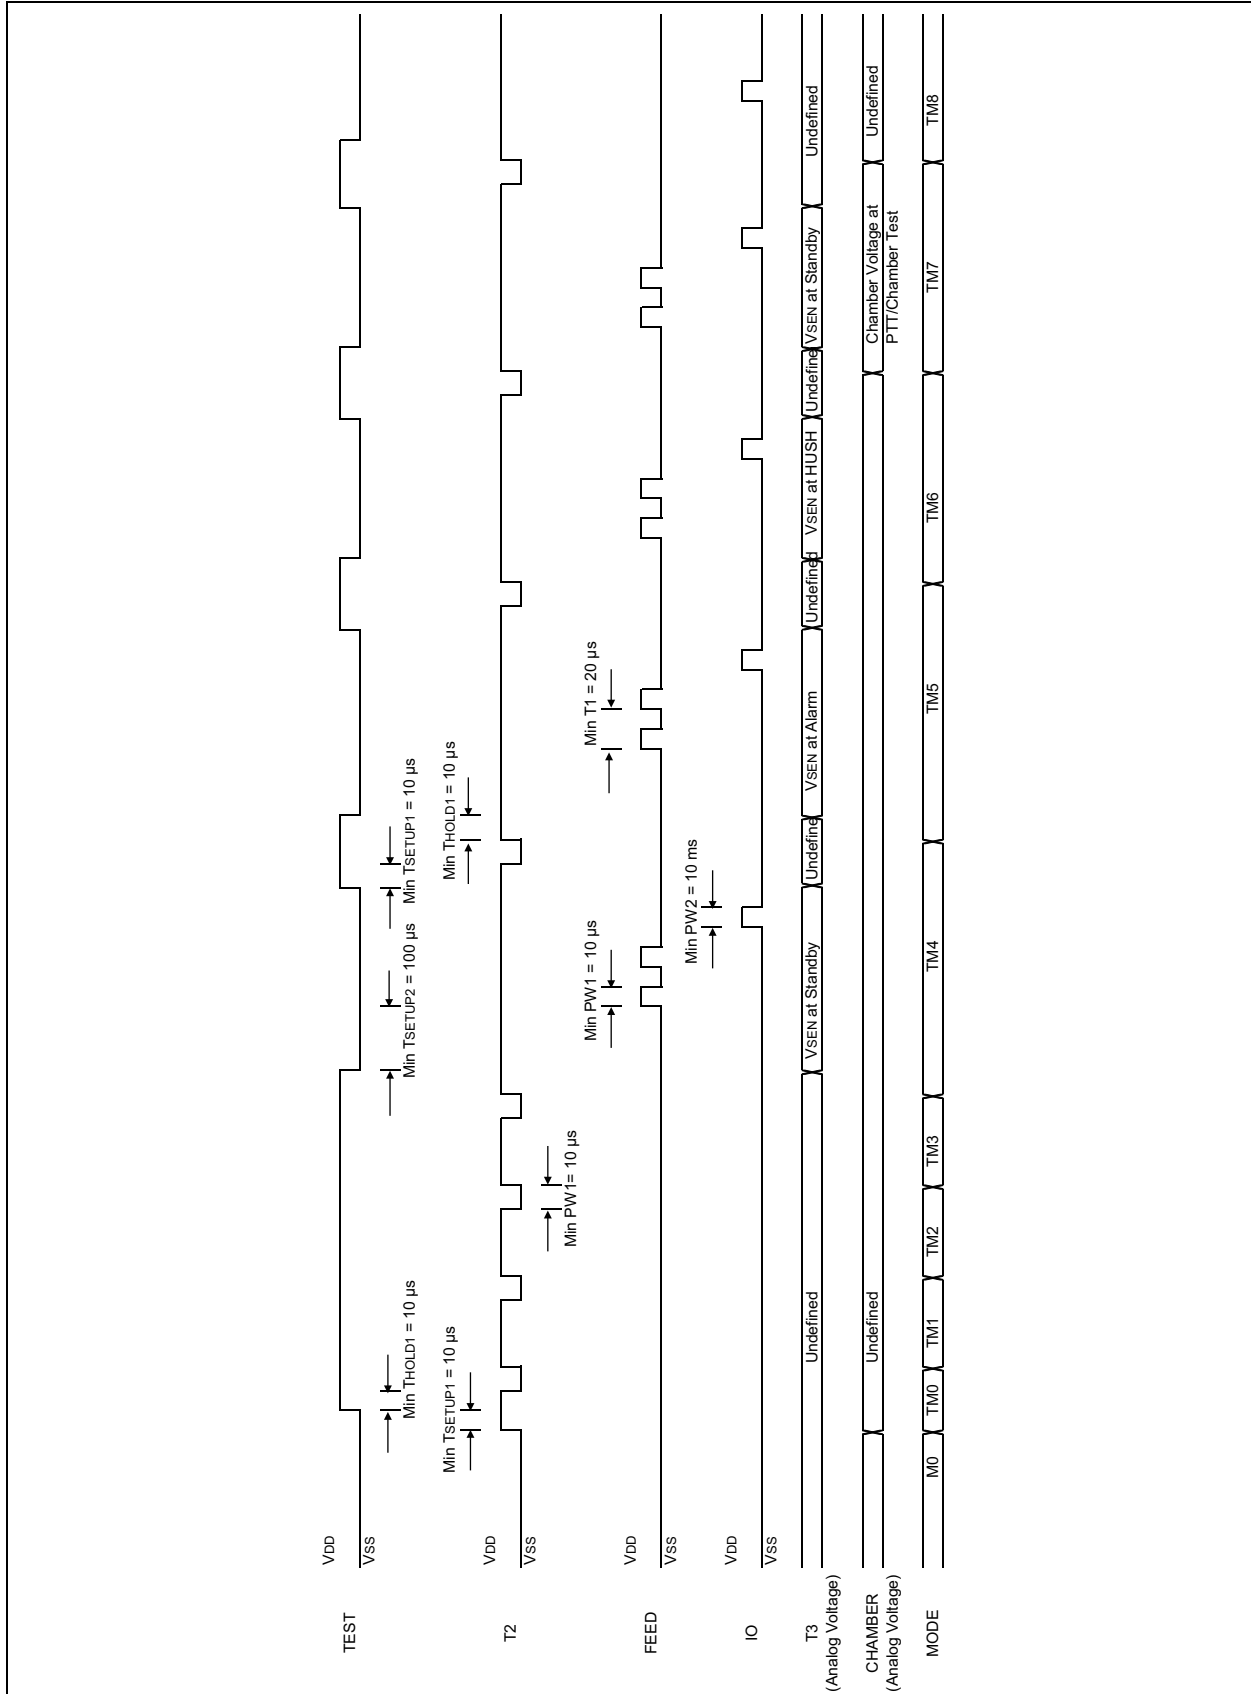 TEST
VDD
VSS
Min THOLD1 = 10 µs
Min TSETUP2 = 100 µs
Min TSETUP1 = 10 µs
T2
VDD
VSS
Min TSETUP1 = 10 µs
Min PW1= 10 µs
Min THOLD1 = 10 µs
FEED
VDD
VSS
Min PW1 = 10 µs
Min T1 = 20 µs
IO
VDD
VSS
Min PW2 = 10 ms
T3
(Analog Voltage)
Undefined
VSEN at Standby
Undefine
VSEN at Alarm
Undefined
VSEN at HUSH
Undefine
VSEN at Standby
Undefined
CHAMBER
(Analog Voltage)
Undefined
Chamber Voltage at
PTT/Chamber Test
Undefined
MODE
M0
TM0
TM1
TM2
TM3
TM4
TM5
TM6
TM7
TM8